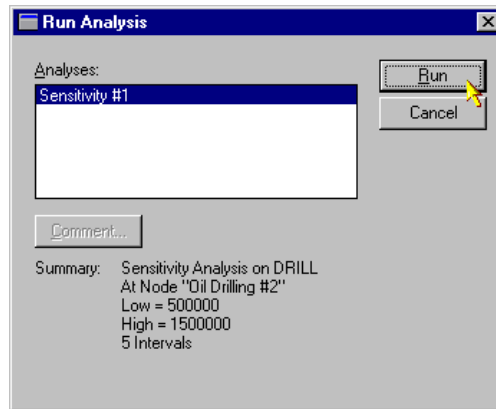 Run Analysis
Analyses:
Sensitivity #1
Run
Cancel
Comment...
Summary: Sensitivity Analysis on DRILL
At Node "Oil Drilling #2"
Low = 500000
High = 1500000
5 Intervals